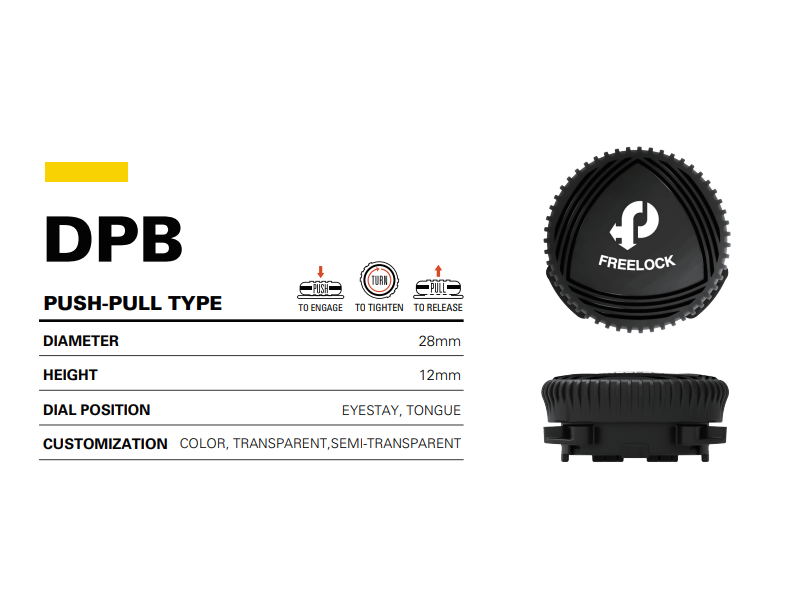 DPB
PUSH-PULL TYPE
PUSH TURN PULL
TO ENGAGE TO TIGHTEN TO RELEASE
DIAMETER 28mm
HEIGHT 12mm
DIAL POSITION EYESTAY, TONGUE
CUSTOMIZATION COLOR, TRANSPARENT,SEMI-TRANSPARENT
FREELOCK